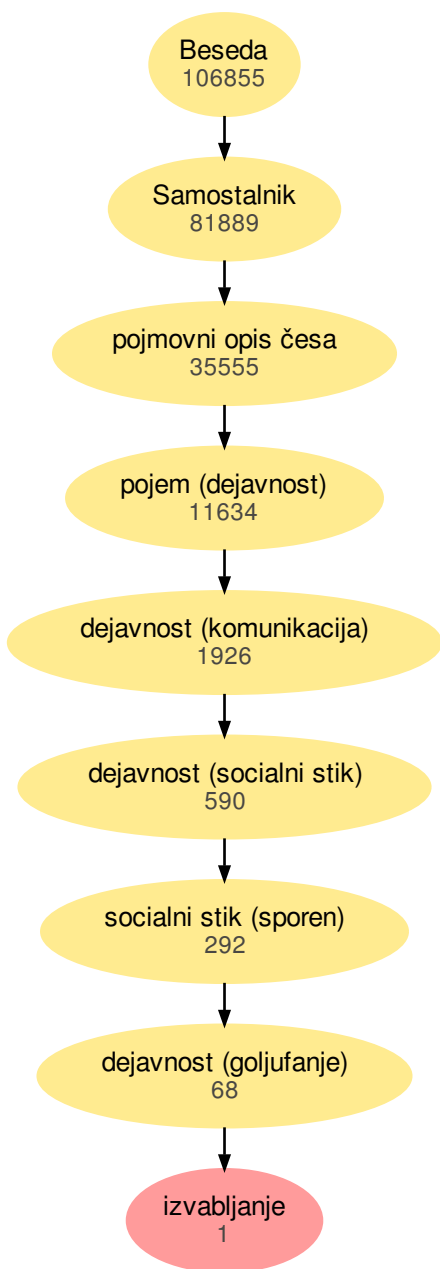 Beseda
106855
Samostalnik
81889
pojmovni opis česa
35555
pojem (dejavnost)
11634
dejavnost (komunikacija)
1926
dejavnost (socialni stik)
590
socialni stik (sporen)
292
dejavnost (goljufanje)
68
izvabljanje
1